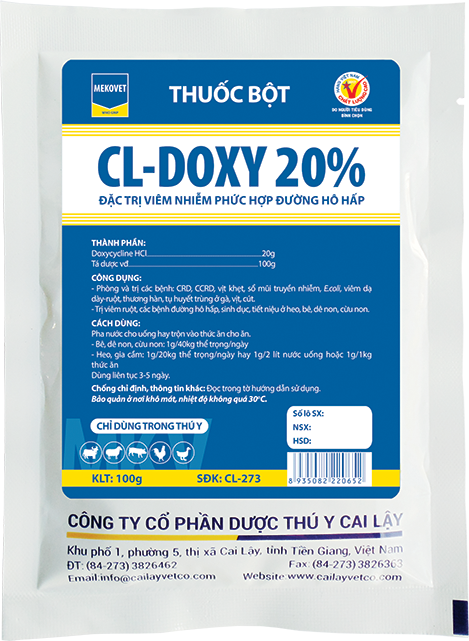 MEKOVET
THUỐC BỘT
HÀNG VIỆT NAM
CHẤT LƯỢNG CAO
DO NGƯỜI TIÊU DÙNG
BÌNH CHỌN
CL-DOXY 20%
ĐẶC TRỊ VIÊM NHIỄM PHỨC HỢP ĐƯỜNG HÔ HẤP
THÀNH PHẦN:
Doxycycline HCl 20g
Tá dược vđ 100g
CÔNG DỤNG:
- Phòng và trị các bệnh: CRD, CCRD, vịt khẹt, sổ mũi truyền nhiễm, E.coli, viêm dạ
dày-ruột, thương hàn, tụ huyết trùng ở gà, vịt, cút.
-Trị viêm ruột, các bệnh đường hô hấp, sinh dục, tiết niệu ở heo, bê, dê non, cừu non.
CÁCH DÙNG:
Pha nước cho uống hay trộn vào thức ăn cho ăn.
- Bê, dê non, cừu non: 1g/40kg thể trọng/ngày
- Heo, gia cầm: 1g/20kg thể trọng/ngày hay 1g/2 lít nước uống hoặc 1g/1kg
thức ăn
Dùng liên tục 3-5 ngày.
Chống chỉ định, thông tin khác: Đọc trong tờ hướng dẫn sử dụng.
Bảo quản ở nơi khô mát, nhiệt độ không quá 30°C.
CHỈ DÙNG TRONG THÚ Y
Số lô SX:
NSX:
HSD:
MKV
KLT: 100g SĐK: CL-273
8 935082 220652
CÔNG TY CỔ PHẦN DƯỢC THÚ Y CAI LẬY
Khu phố 1, phường 5, thị xã Cai Lậy, tỉnh Tiền Giang, Việt Nam
ĐT: (84-273) 3826462 Fax: (84-273) 3826363
Email:info@cailayvetco.com Website:www.cailayvetco.com